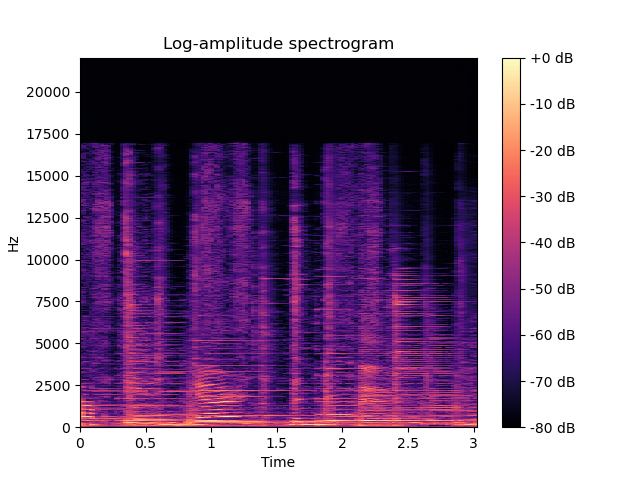 Log-amplitude spectrogram
Hz
20000
17500
15000
12500
10000
7500
5000
2500
0
0 0.5 1 1.5 2 2.5 3
Time
+0 dB
-10 dB
-20 dB
-30 dB
-40 dB
-50 dB
-60 dB
-70 dB
-80 dB